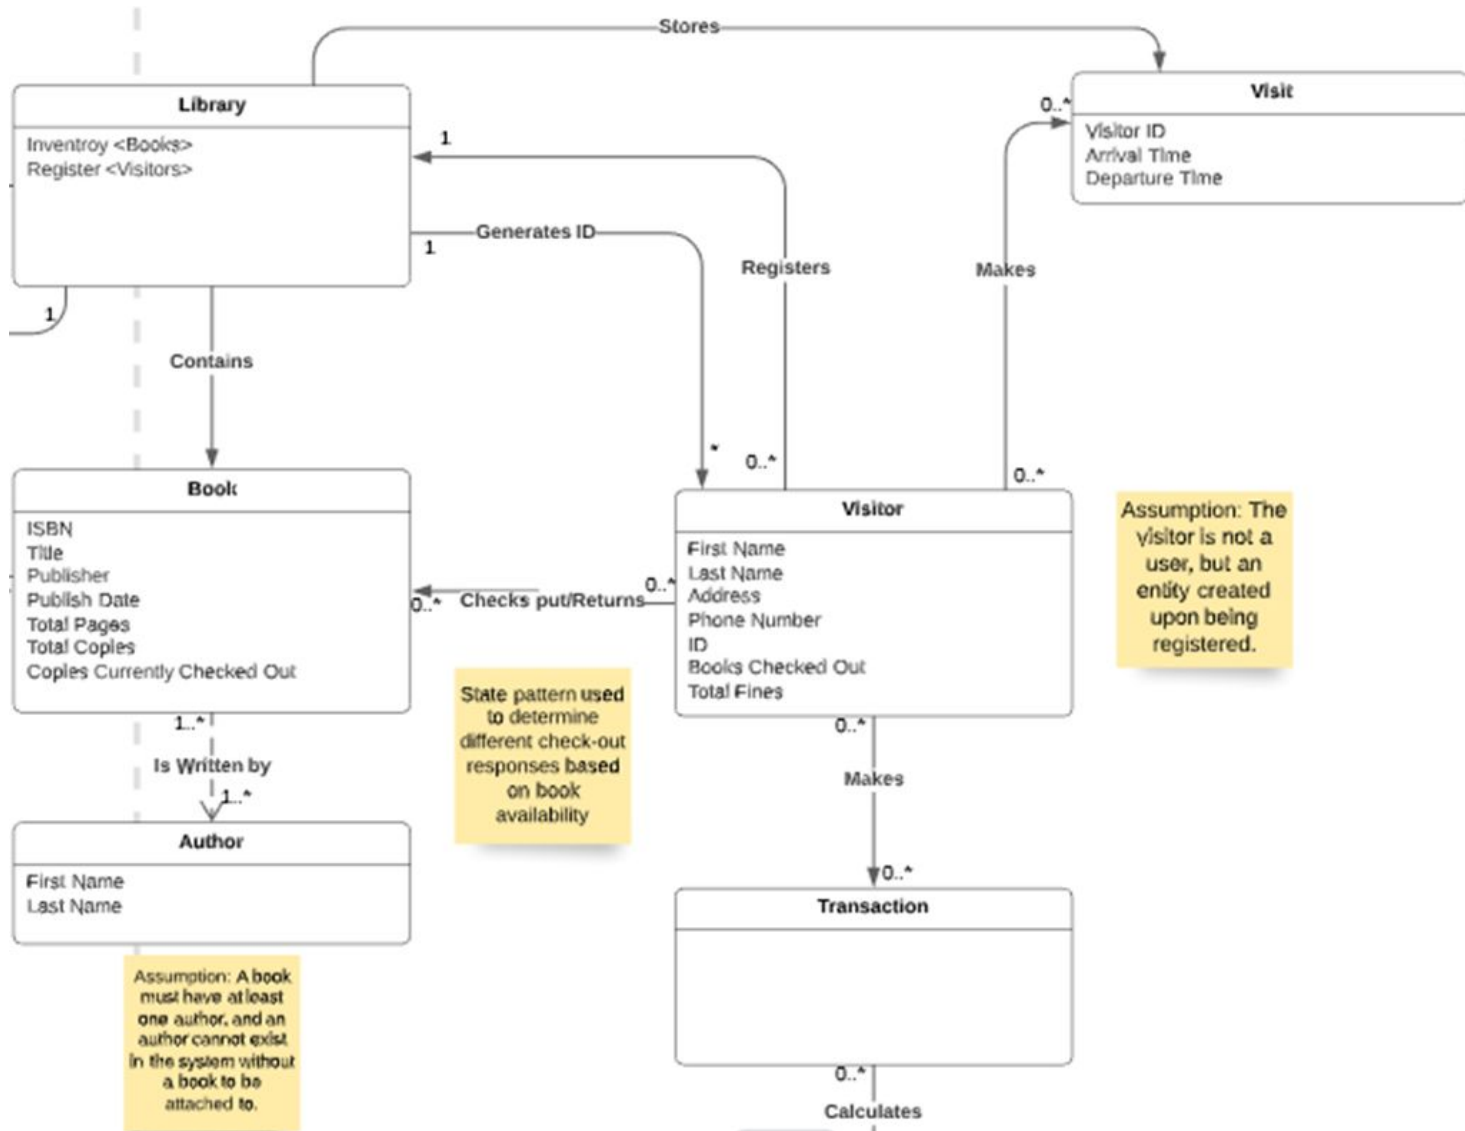 Stores
Library
Inventroy <Books>
Register <Visitors>
Visit
Visitor ID
Arrival Time
Departure Time
0..*
1
Generates ID
1
Registers
Makes
1
Contains
*
0..*
0..*
Book
ISBN
Title
Publisher
Publish Date
Total Pages
Total Copies
Copies Currently Checked Out
Visitor
First Name
Last Name
Address
Phone Number
ID
Books Checked Out
Total Fines
Assumption: The
visitor is not a
user, but an
entity created
upon being
registered.
0..*
Checks put/Returns
0..*
State pattern used
to determine
different check-out
responses based
on book
availability
1..*
Is Written by
1..*
0..*
Makes
0..*
Author
First Name
Last Name
Transaction
Assumption: A book
must have at least
one author, and an
author cannot exist
in the system without
a book to be
attached to.
0..*
Calculates